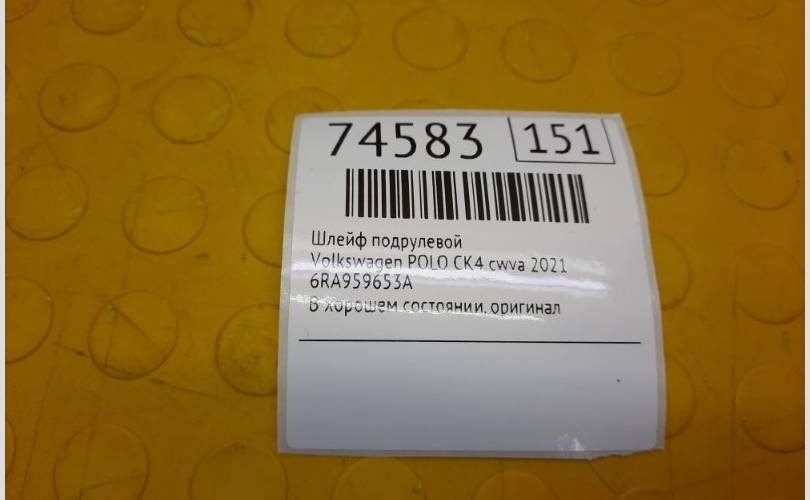 74583 151
Шлейф подрулевой
Volkswagen POLO CK4 cwva 2021
6RA959653A
В хорошем состоянии, оригинал